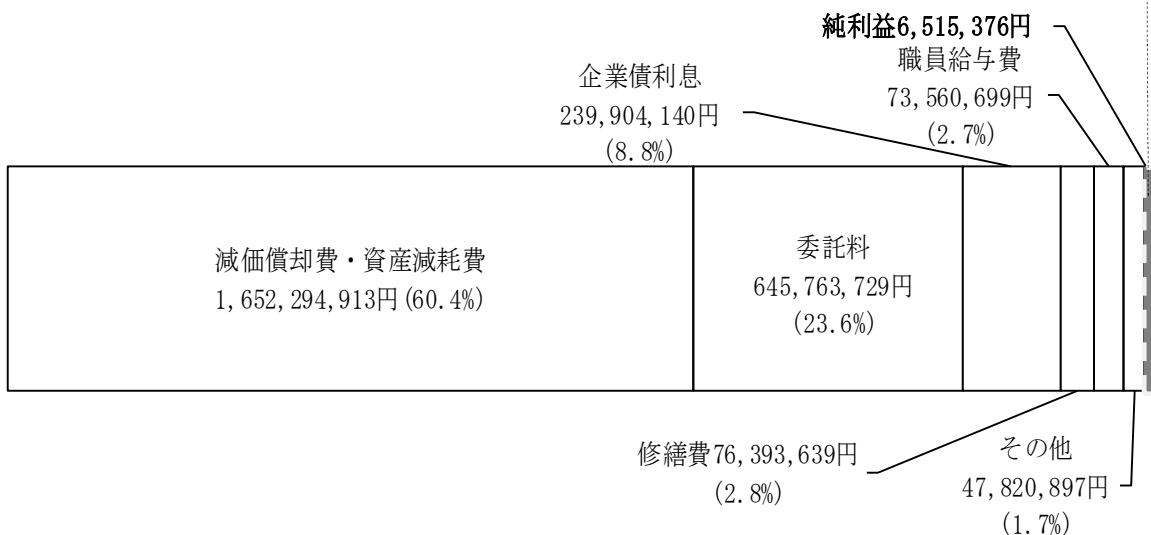 純利益6,515,376円
職員給与費
73,560,699円
(2.7%)
企業債利息
239,904,140円
(8.8%)
減価償却費・資産減耗費
1,652,294,913円(60.4%)
委託料
645,763,729円
(23.6%)
修繕費76,393,639円
(2.8%)
その他
47,820,897円
(1.7%)